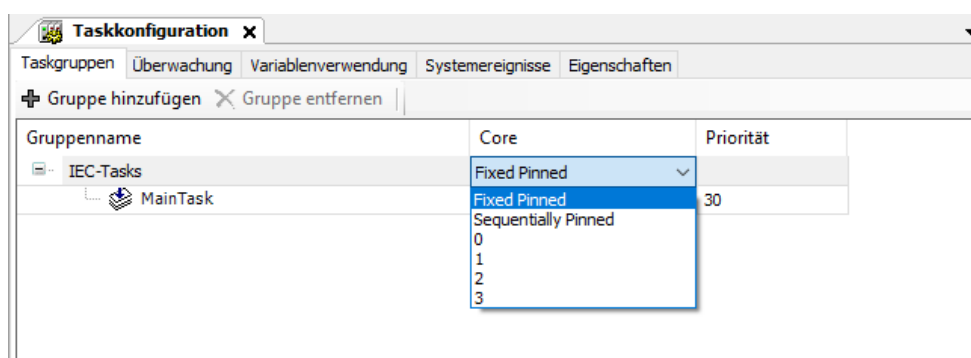 Taskkonfiguration
Taskgruppen Überwachung Variablenverwendung Systemereignisse Eigenschaften
Gruppe hinzufügen Gruppe entfernen
Gruppenname Core Priorität
IEC-Tasks Fixed Pinned
MainTask Fixed Pinned 30
Sequentially Pinned
0
1
2
3